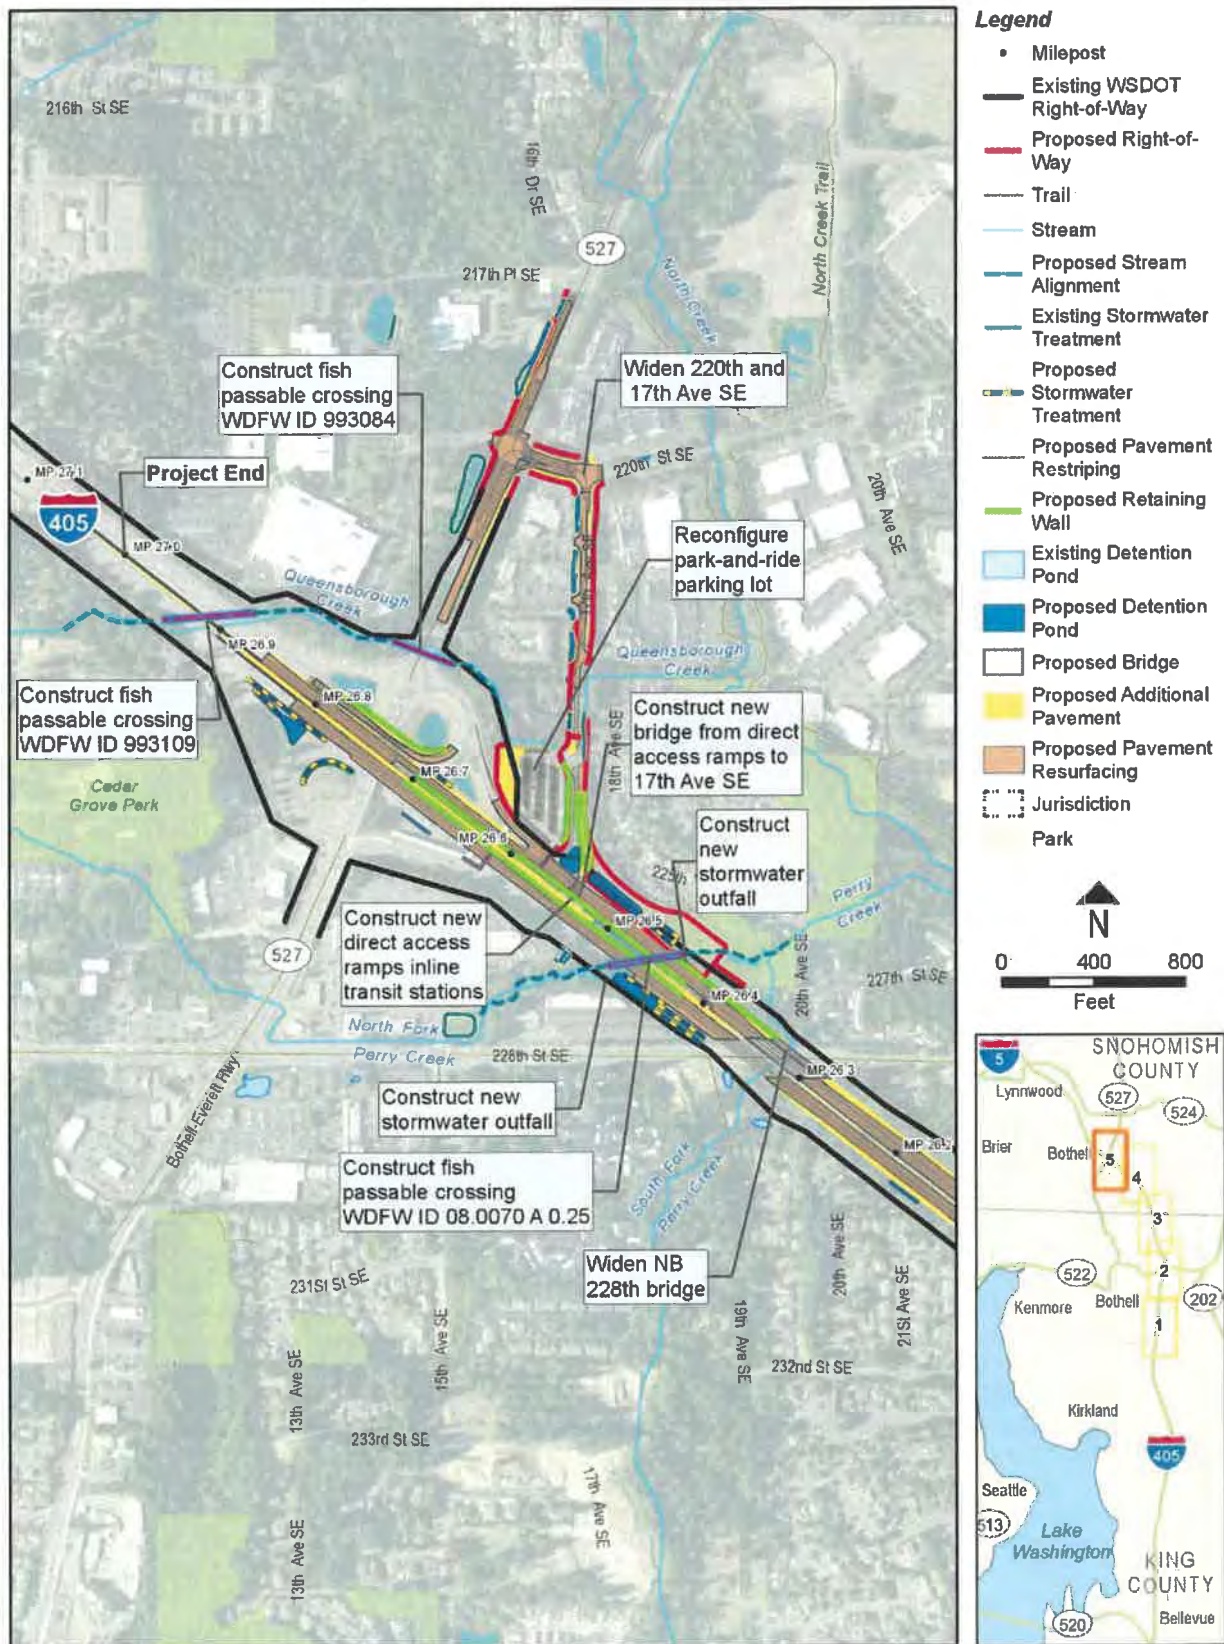 216th St SE
16th Dr SE
527
217th Pl SE
North Creek
North Creek Trail
Construct fish
passable crossing
WDFW ID 993084
Widen 220th and
17th Ave SE
MP 27.1
Project End
405
MP 27.0
220th St SE
20th Ave SE
Reconfigure
park-and-ride
parking lot
Queensborough
Creek
MP 26.9
Queensborough
Creek
Construct fish
passable crossing
WDFW ID 993109
MP 26.8
18th Ave SE
Construct new
bridge from direct
access ramps to
17th Ave SE
Cedar
Grove Park
MP 26.7
MP 26.6
Construct
new
stormwater
outfall
225th
Perry
Creek
Construct new
direct access
ramps inline
transit stations
MP 26.5
527
20th Ave SE
227th St SE
MP 26.4
North Fork
Perry Creek
228th St SE
MP 26.3
Construct new
stormwater outfall
Bothell-Everett Hwy
MP 26.2
Construct fish
passable crossing
WDFW ID 08.0070 A 0.25
South Fork
Perry Creek
Widen NB
228th bridge
231St St SE
20th Ave SE
21St Ave SE
15th Ave SE
19th Ave SE
232nd St SE
13th Ave SE
233rd St SE
17th Ave SE
13th Ave SE
Legend
Milepost
Existing WSDOT
Right-of-Way
Proposed Right-of-
Way
Trail
Stream
Proposed Stream
Alignment
Existing Stormwater
Treatment
Proposed
Stormwater
Treatment
Proposed Pavement
Restriping
Proposed Retaining
Wall
Existing Detention
Pond
Proposed Detention
Pond
Proposed Bridge
Proposed Additional
Pavement
Proposed Pavement
Resurfacing
Jurisdiction
Park
N
0 400 800
Feet
5
SNOHOMISH
COUNTY
Lynnwood
527
524
Brier
Bothell
5
4
3
2
522
Kenmore
Bothell
202
1
Kirkland
405
Seattle
513
Lake
Washington
KING
COUNTY
520
Bellevue